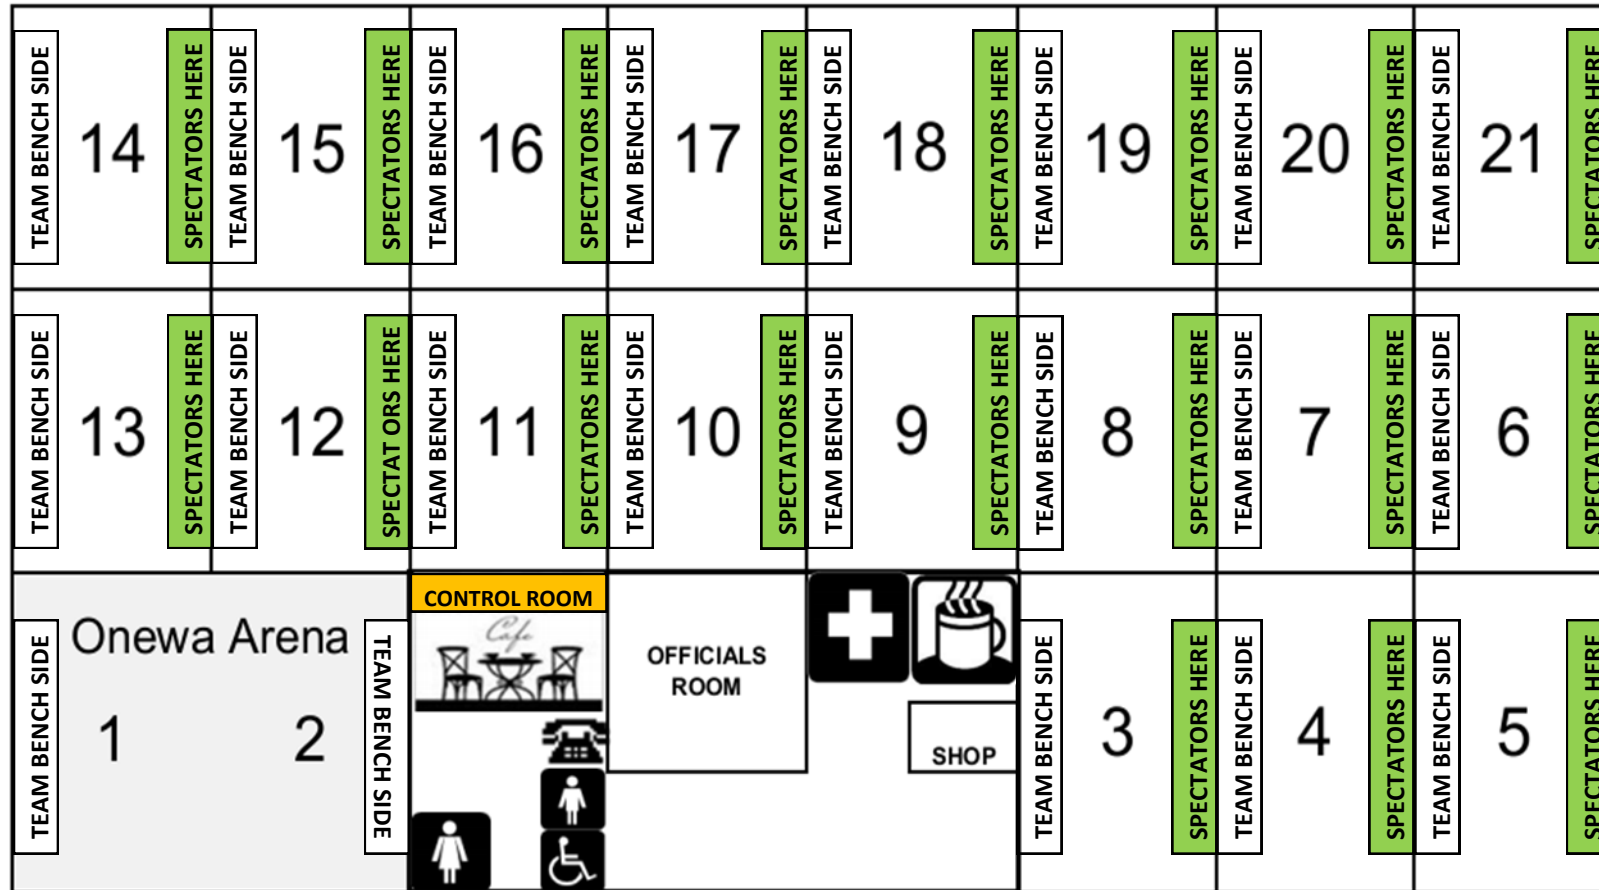 TEAM BENCH SIDE
14
SPECTATORS HERE
TEAM BENCH SIDE
15
SPECTATORS HERE
TEAM BENCH SIDE
16
SPECTATORS HERE
TEAM BENCH SIDE
17
SPECTATORS HERE
TEAM BENCH SIDE
18
SPECTATORS HERE
TEAM BENCH SIDE
19
SPECTATORS HERE
TEAM BENCH SIDE
20
SPECTATORS HERE
TEAM BENCH SIDE
21
SPECTATORS HERE
TEAM BENCH SIDE
13
SPECTATORS HERE
TEAM BENCH SIDE
12
SPECTAT ORS HERE
TEAM BENCH SIDE
11
SPECTATORS HERE
TEAM BENCH SIDE
10
SPECTATORS HERE
TEAM BENCH SIDE
9
SPECTATORS HERE
TEAM BENCH SIDE
8
SPECTATORS HERE
TEAM BENCH SIDE
7
SPECTATORS HERE
TEAM BENCH SIDE
6
SPECTATORS HERE
TEAM BENCH SIDE
Onewa Arena
1
2
TEAM BENCH SIDE
CONTROL ROOM
Cafe
OFFICIALS
ROOM
SHOP
TEAM BENCH SIDE
3
SPECTATORS HERE
TEAM BENCH SIDE
4
SPECTATORS HERE
TEAM BENCH SIDE
5
SPECTATORS HERE